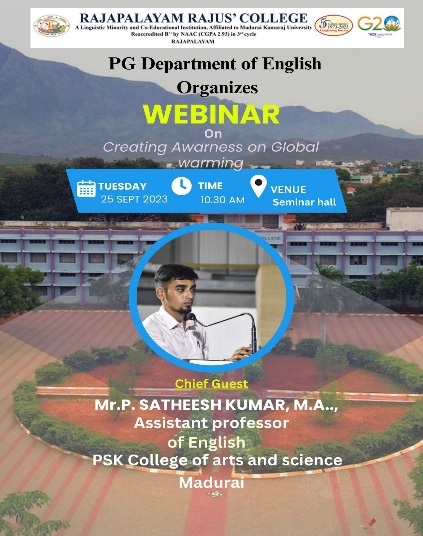 RAJAPALAYAM RAJUS' COLLEGE
A Linguistic Minority and Co-Educational Institution, Affiliated to Madurai Kamaraj University
Reaccredited B++ by NAAC (CGPA 2.93) in 3rd cycle
RAJAPALAYAM
G20
PG Department of English
Organizes
WEBINAR
On
Creating Awarness on Global
warming
TUESDAY
25 SEPT 2023
TIME
10.30 AM
VENUE
Seminar hall
Chief Guest
Mr.P. SATHEESH KUMAR, M.A..,
Assistant professor
of English
PSK College of arts and science
Madurai